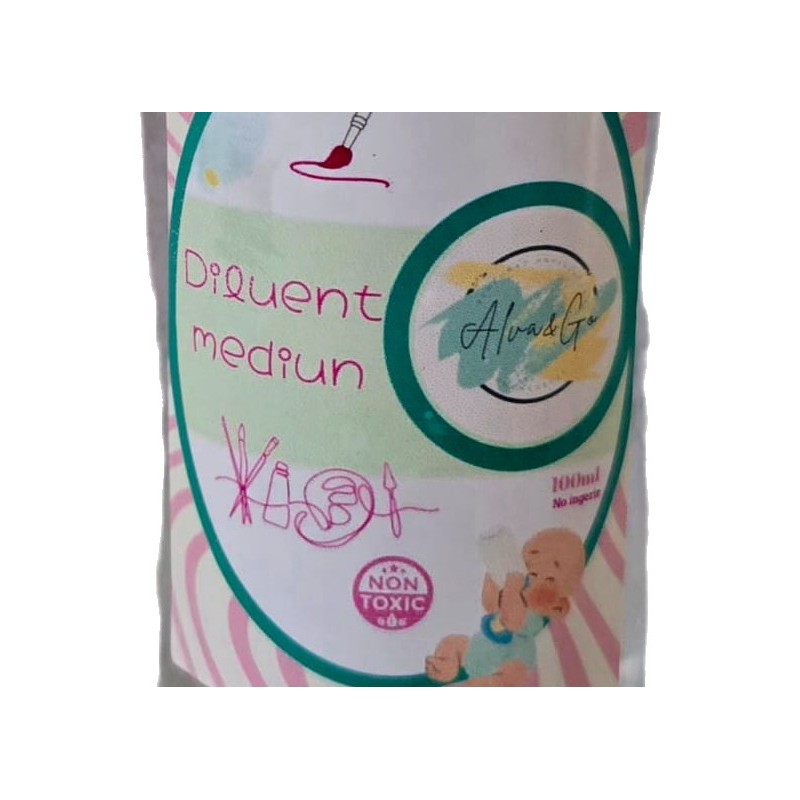 Diluent
mediun
Alva&Go
100ml
No ingerir
NON
TOXIC